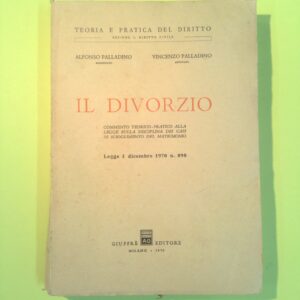 TEORIA E PRATICA DEL DIRITTO
SEZIONE I: DIRITTO CIVILE
ALFONSO PALLADINO
VINCENZO PALLADINO
IL DIVORZIO
COMMENTO TEORICO-PRATICO ALLA
LEGGE SULLA DISCIPLINA DEI CASI
DI SCIOGLIMENTO DEL MATRIMONIO
Legge 1 dicembre 1970 n. 898
GIUFFRÈ EDITORE
MILANO